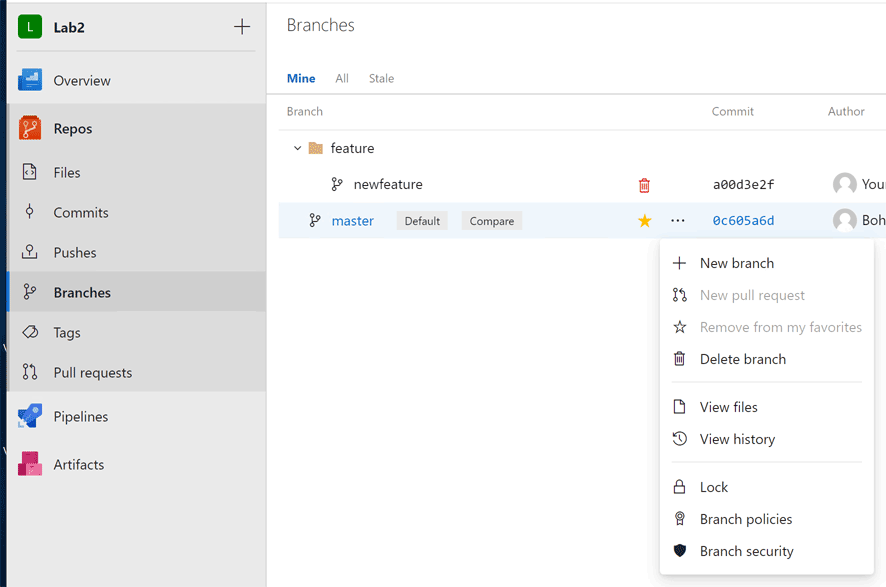 L Lab2
Overview
Repos
Files
Commits
Pushes
Branches
Tags
Pull requests
Pipelines
Artifacts
Branches
Mine All Stale
Branch Commit Author
feature
newfeature a00d3e2f Your
master Default Compare 0c605a6d Boh
New branch
New pull request
Remove from my favorites
Delete branch
View files
View history
Lock
Branch policies
Branch security